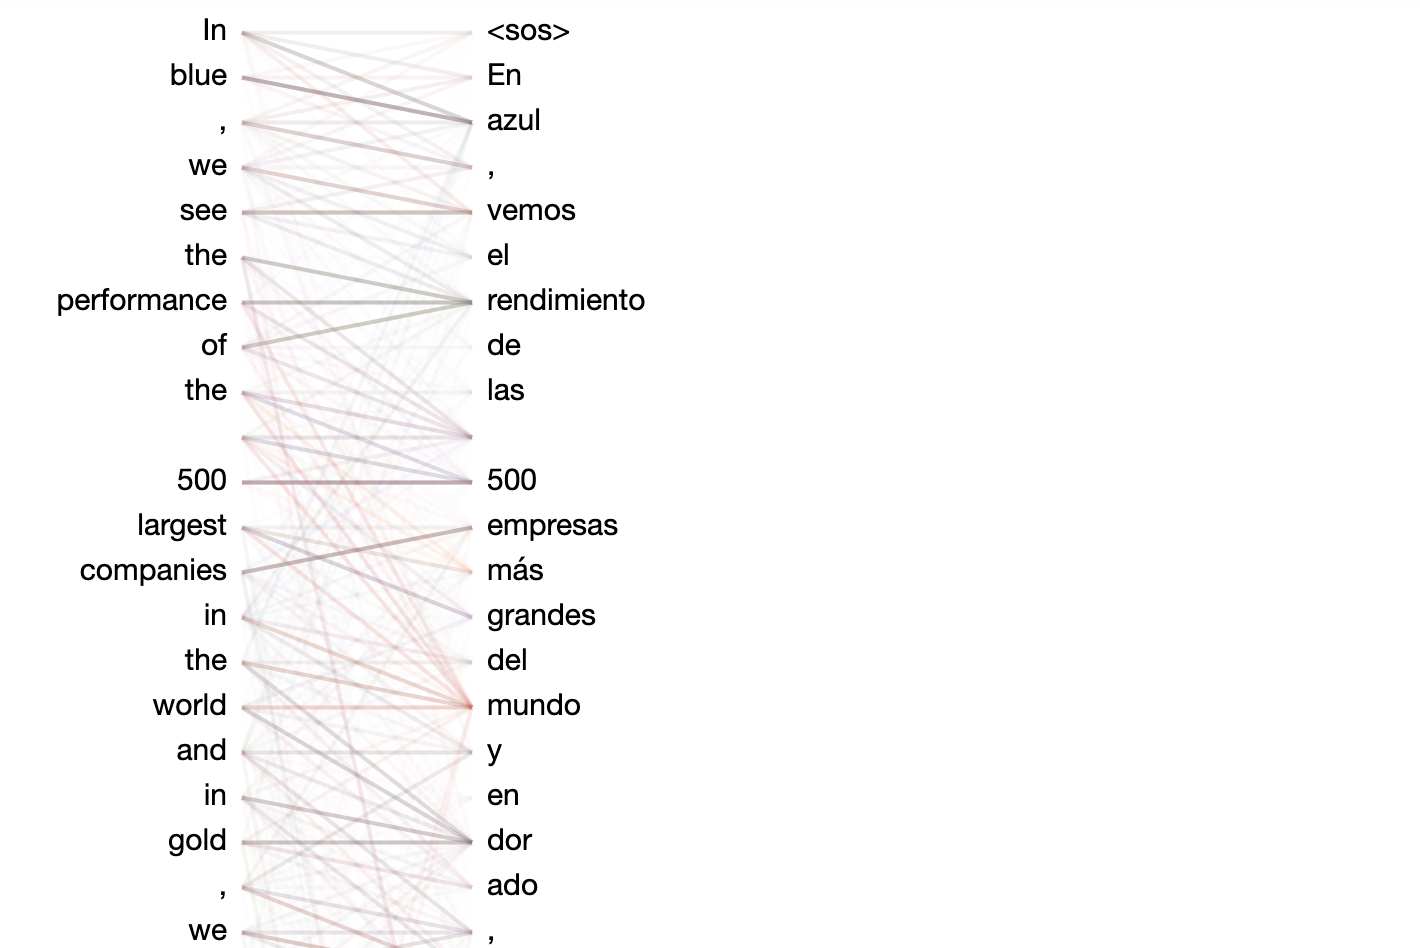 In <sos>
blue En
, azul
we ,
see vemos
the el
performance rendimiento
of de
the las
500 500
largest empresas
companies más
in grandes
the del
world mundo
and y
in en
gold dor
, ado
we ,